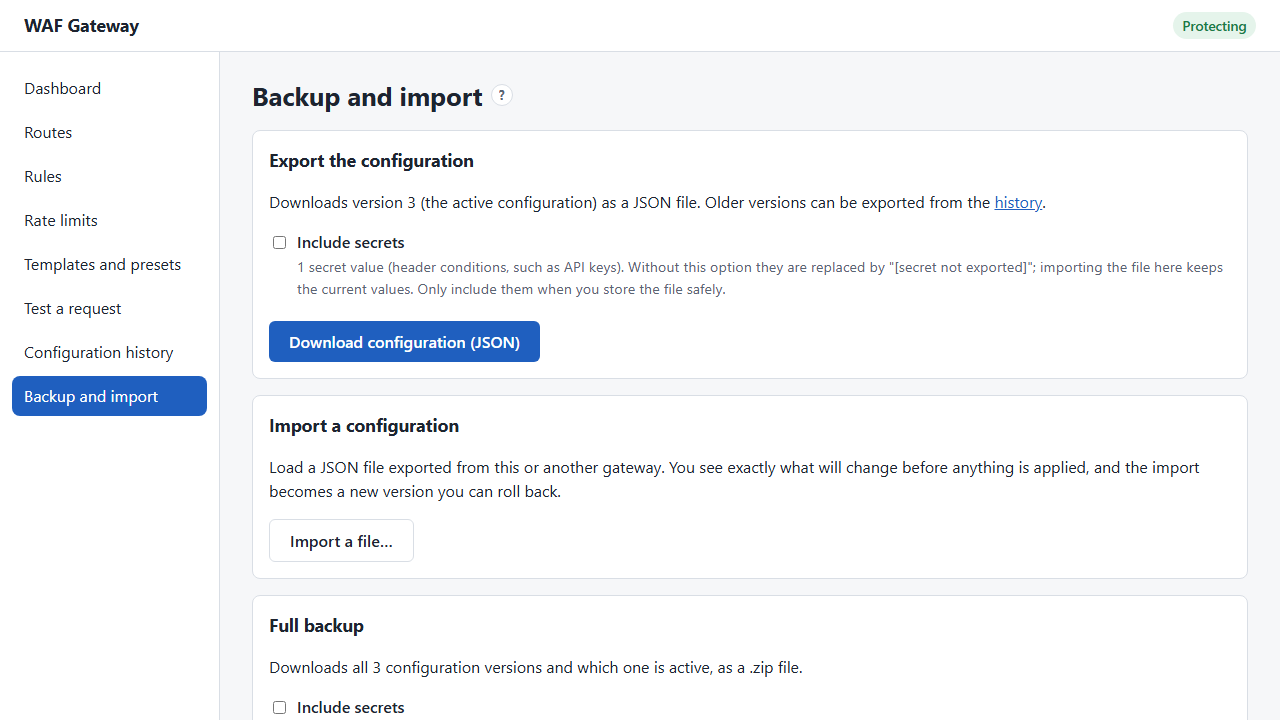 WAF Gateway
Protecting
Dashboard
Routes
Rules
Rate limits
Templates and presets
Test a request
Configuration history
Backup and import
Backup and import ?
Export the configuration
Downloads version 3 (the active configuration) as a JSON file. Older versions can be exported from the history.
Include secrets
1 secret value (header conditions, such as API keys). Without this option they are replaced by "[secret not exported]"; importing the file here keeps
the current values. Only include them when you store the file safely.
Download configuration (JSON)
Import a configuration
Load a JSON file exported from this or another gateway. You see exactly what will change before anything is applied, and the import
becomes a new version you can roll back.
Import a file...
Full backup
Downloads all 3 configuration versions and which one is active, as a .zip file.
Include secrets